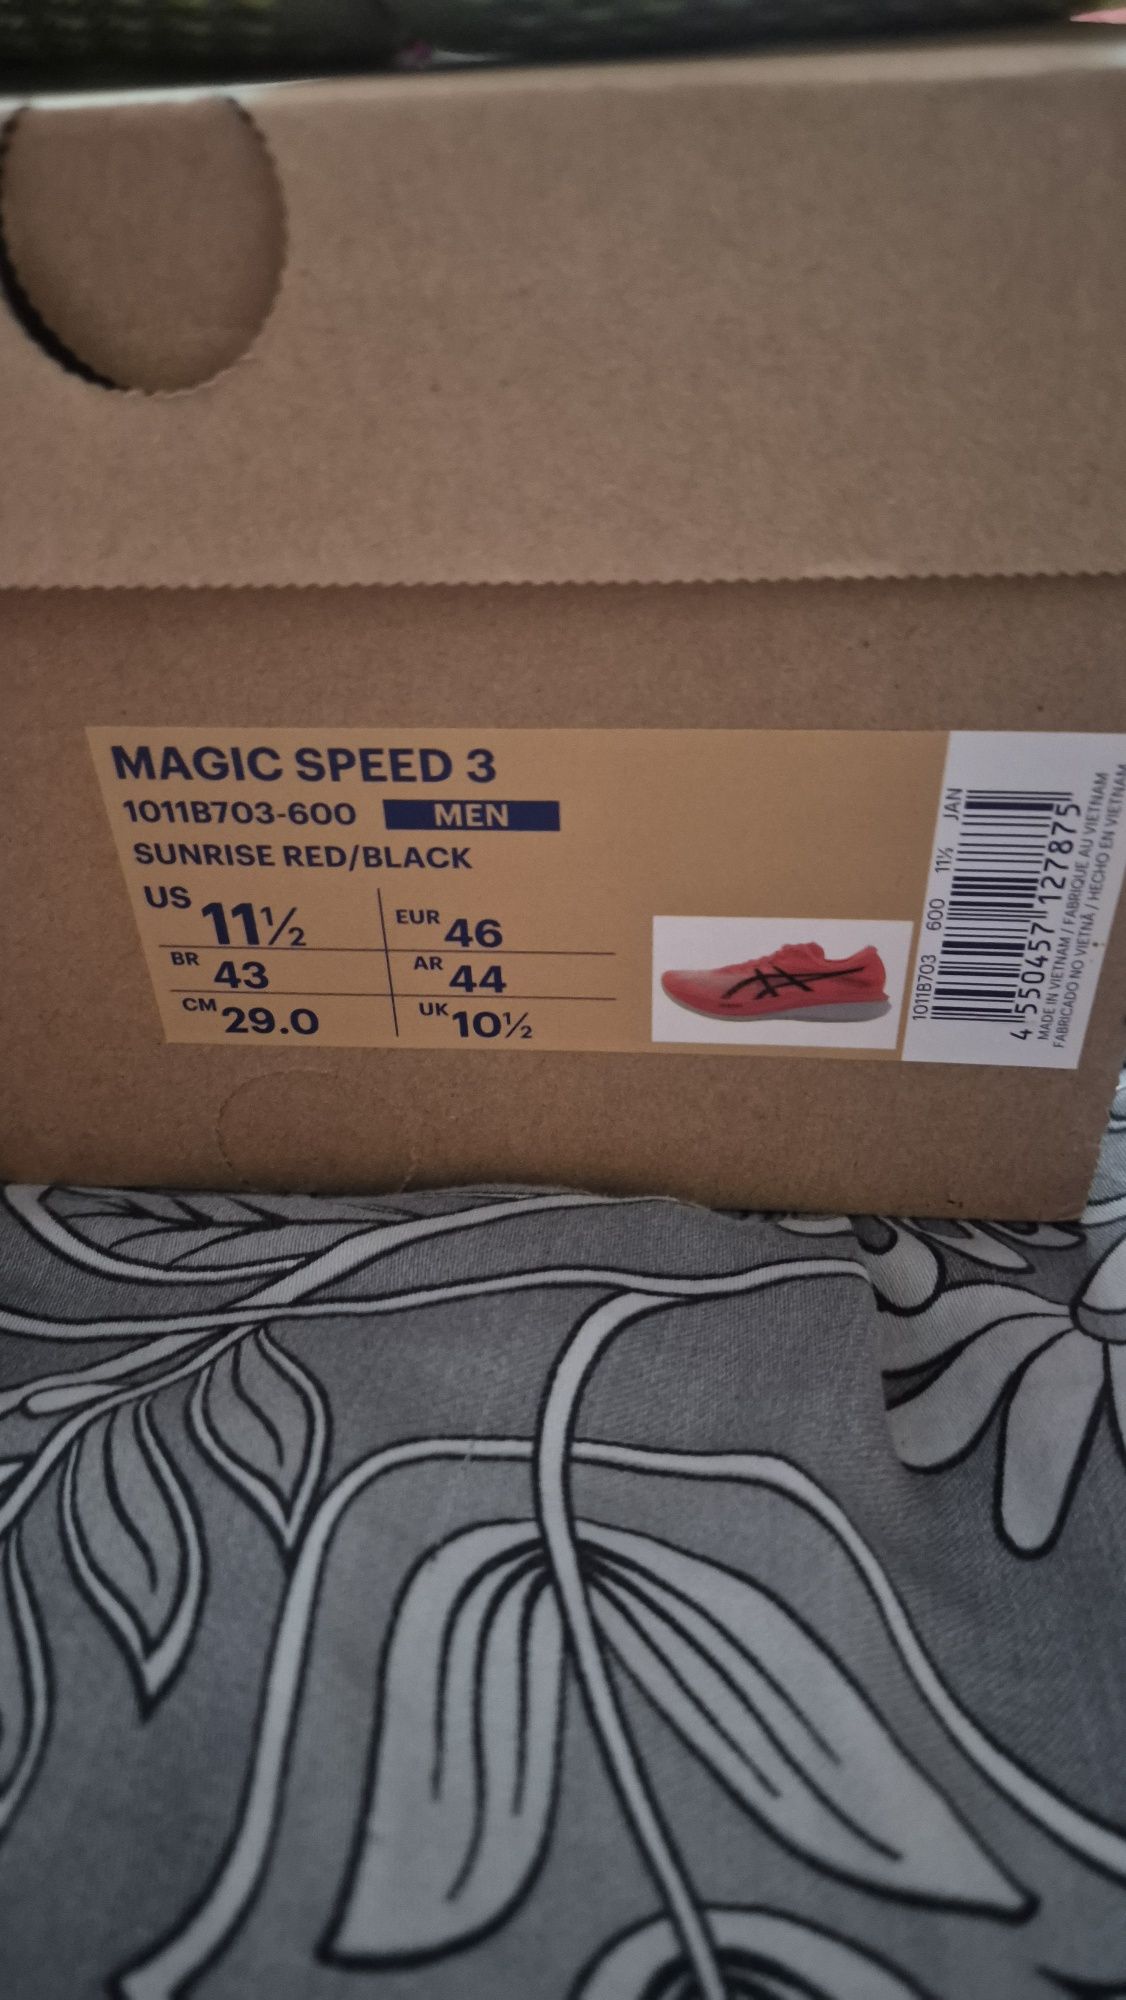 MAGIC SPEED 3
1011B703-600 MEN
SUNRISE RED/BLACK
US 11½ EUR 46
BR 43 AR 44
CM 29.0 UK 10½
1011B703 600 11½ JAN
4 550457 127875
MADE IN VIETNAM / FABRIQUE AU VIETNAM
FABRICADO NO VIETNÃ / HECHO EN VIETNAM